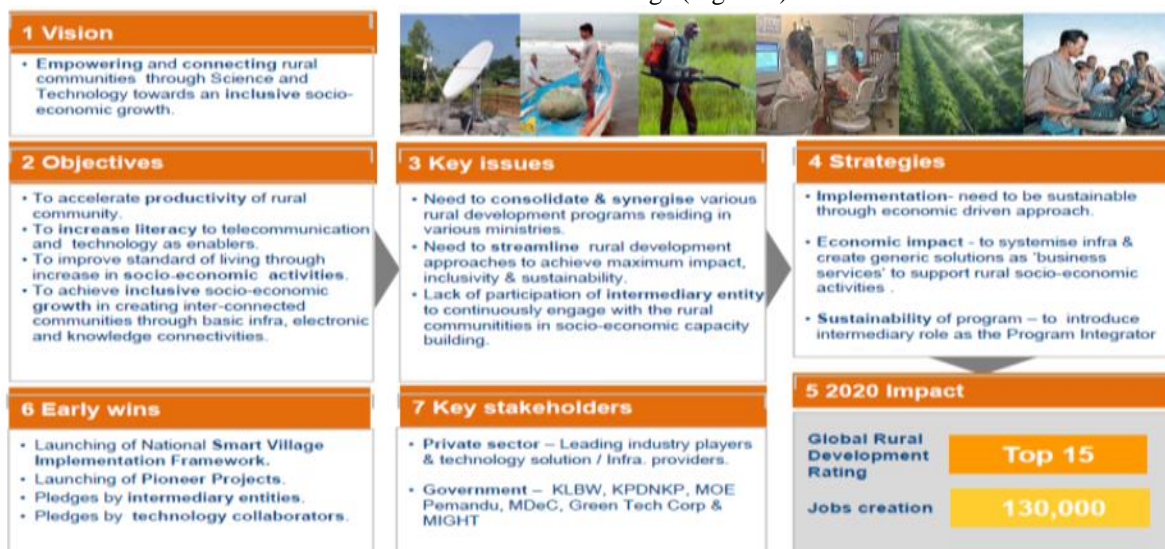 1 Vision
• Empowering and connecting rural
communities through Science and
Technology towards an inclusive socio-
economic growth.
2 Objectives
• To accelerate productivity of rural
community.
• To increase literacy to telecommunication
and technology as enablers.
• To improve standard of living through
increase in socio-economic activities.
• To achieve inclusive socio-economic
growth in creating inter-connected
communities through basic infra, electronic
and knowledge connectivities.
3 Key issues
• Need to consolidate & synergise various
rural development programs residing in
various ministries.
• Need to streamline rural development
approaches to achieve maximum impact,
inclusivity & sustainability.
• Lack of participation of intermediary entity
to continuously engage with the rural
communitities in socio-economic capacity
building.
4 Strategies
• Implementation- need to be sustainable
through economic driven approach.
• Economic impact - to systemise infra &
create generic solutions as 'business
services' to support rural socio-economic
activities .
• Sustainability of program – to introduce
intermediary role as the Program Integrator
5 2020 Impact
Global Rural
Development
Rating
Top 15
Jobs creation
130,000
6 Early wins
• Launching of National Smart Village
Implementation Framework.
• Launching of Pioneer Projects.
• Pledges by intermediary entities.
• Pledges by technology collaborators.
7 Key stakeholders
• Private sector – Leading industry players
& technology solution / Infra. providers.
• Government – KLBW, KPDNKP, MOE
Pemandu, MDeC, Green Tech Corp &
MIGHT